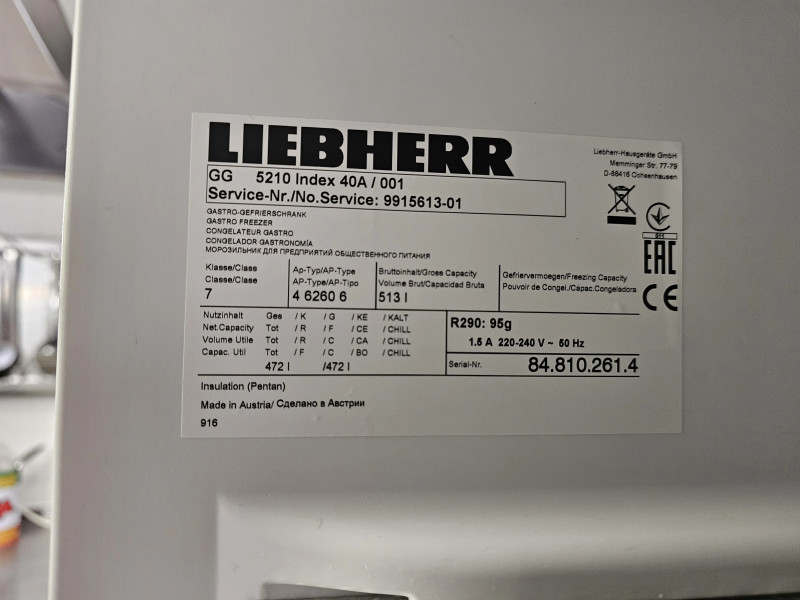 LIEBHERR
Liebherr-Hausgeräte GmbH
Memminger Str. 77-79
D-88416 Ochsenhausen
GG 5210 Index 40A / 001
Service-Nr./No.Service: 9915613-01
GASTRO-GEFRIERSCHRANK
GASTRO FREEZER
CONGELATEUR GASTRO
CONGELADOR GASTRONOMÍA
МОРОЗИЛЬНИК ДЛЯ ПРЕДПРИЯТИЙ ОБЩЕСТВЕННОГО ПИТАНИЯ
011
EAC
CE
Klasse/Class Ap-Typ/AP-Type Bruttoinhalt/Gross Capacity Gefriervermoegen/Freezing Capacity
Classe/Clase AP-Type/AP-Tipo Volume Brut/Capacidad Bruta Pouvoir de Congel./Capac.Congeladora
7 4 6260 6 513 l
Nutzinhalt Ges / K / G / KE / KALT
Net.Capacity Tot / R / F / CE / CHILL
Volume Utile Tot / R / C / CA / CHILL
Capac. Util Tot / F / C / BO / CHILL
472 l /472 l
R290: 95g
1.5 A 220-240 V ~ 50 Hz
Serial-Nr. 84.810.261.4
Insulation (Pentan)
Made in Austria/ Сделано в Австрии
916